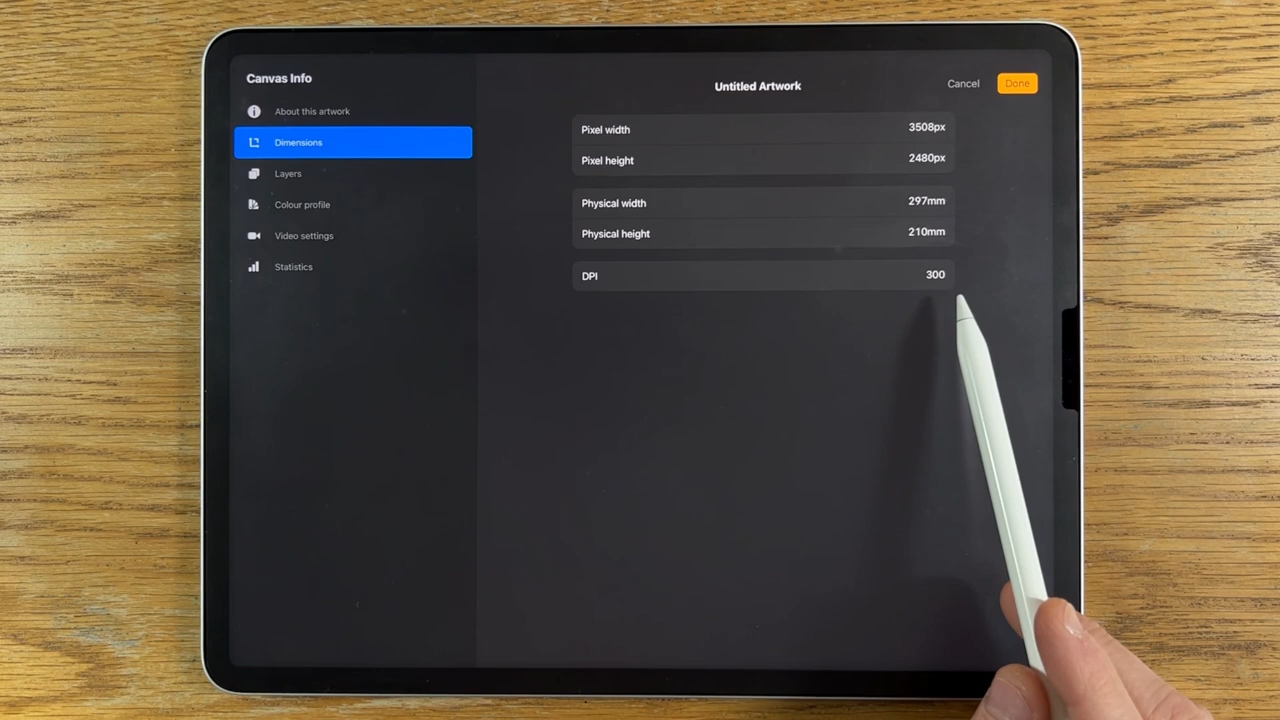 Canvas Info
Untitled Artwork
Cancel
Done
About this artwork
Dimensions
Layers
Colour profile
Video settings
Statistics
Pixel width 3508px
Pixel height 2480px
Physical width 297mm
Physical height 210mm
DPI 300